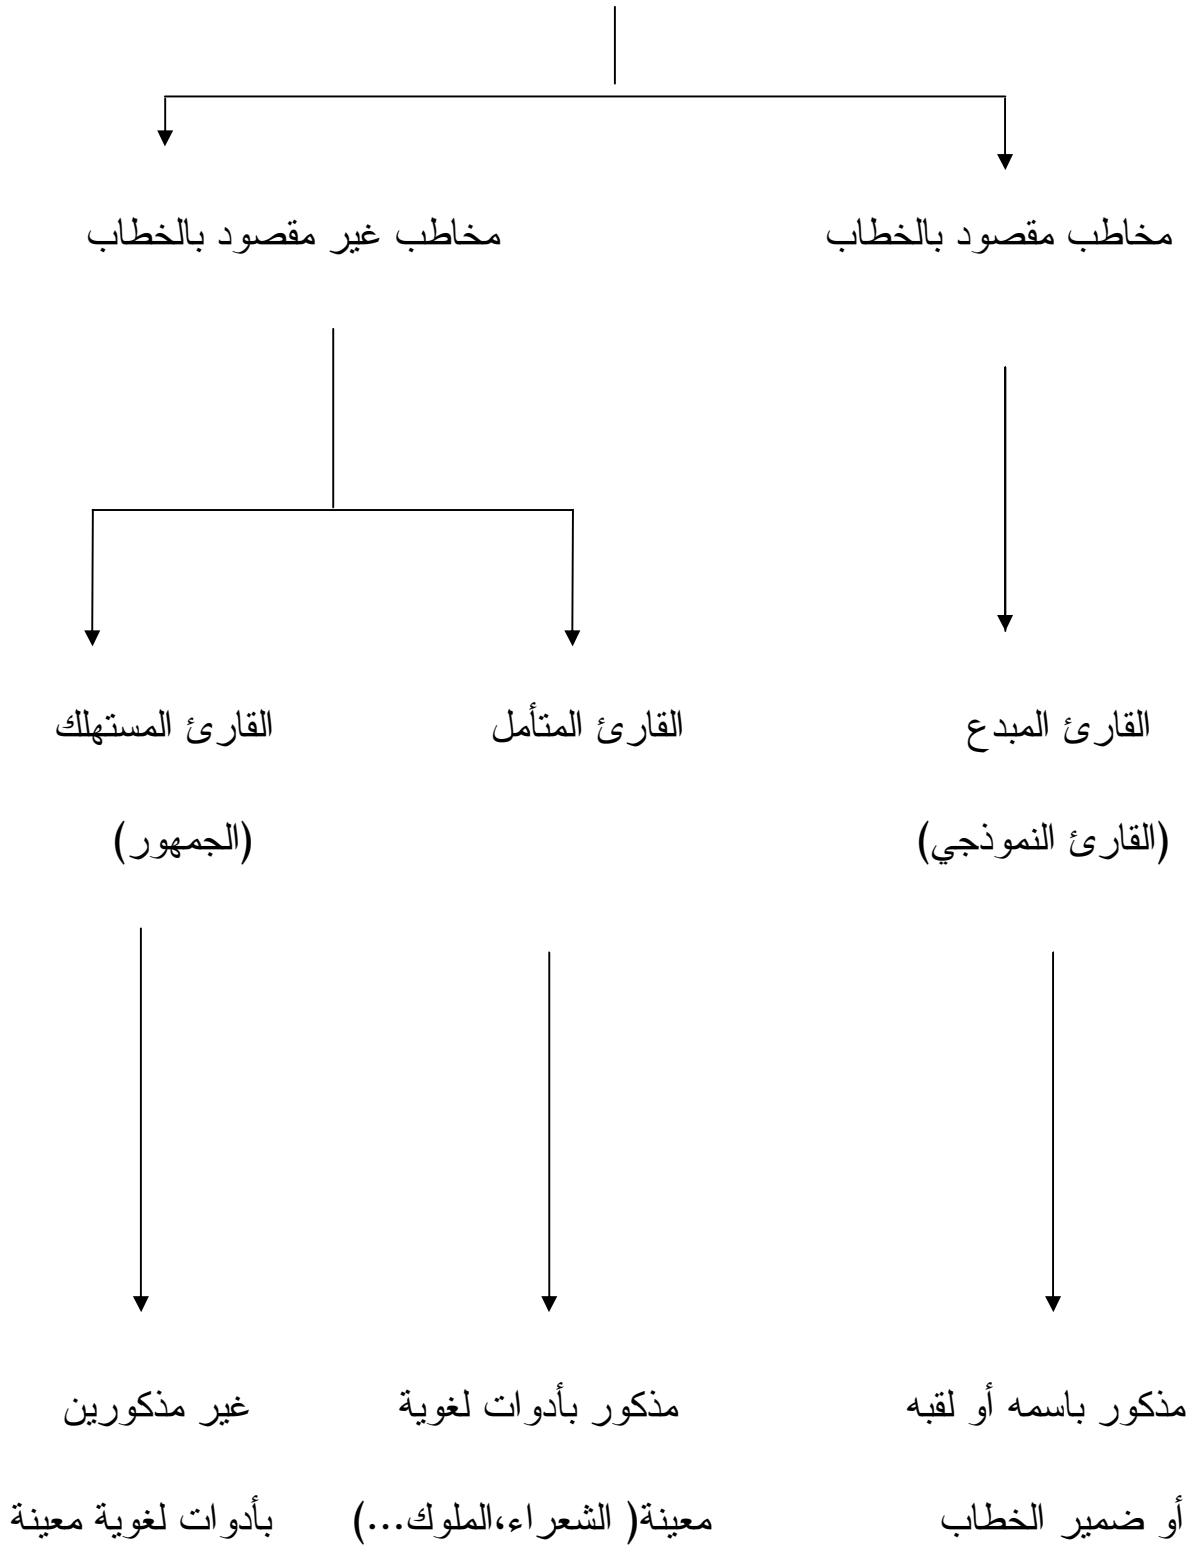 مخاطب مقصود بالخطاب
مخاطب غير مقصود بالخطاب
القارئ المبدع
(القارئ النموذجي)
القارئ المتأمل
القارئ المستهلك
(الجمهور)
مذكور باسمه أو لقبه
أو ضمير الخطاب
مذكور بأدوات لغوية
معينة( الشعراء،الملوك...)
غير مذكورين
بأدوات لغوية معينة